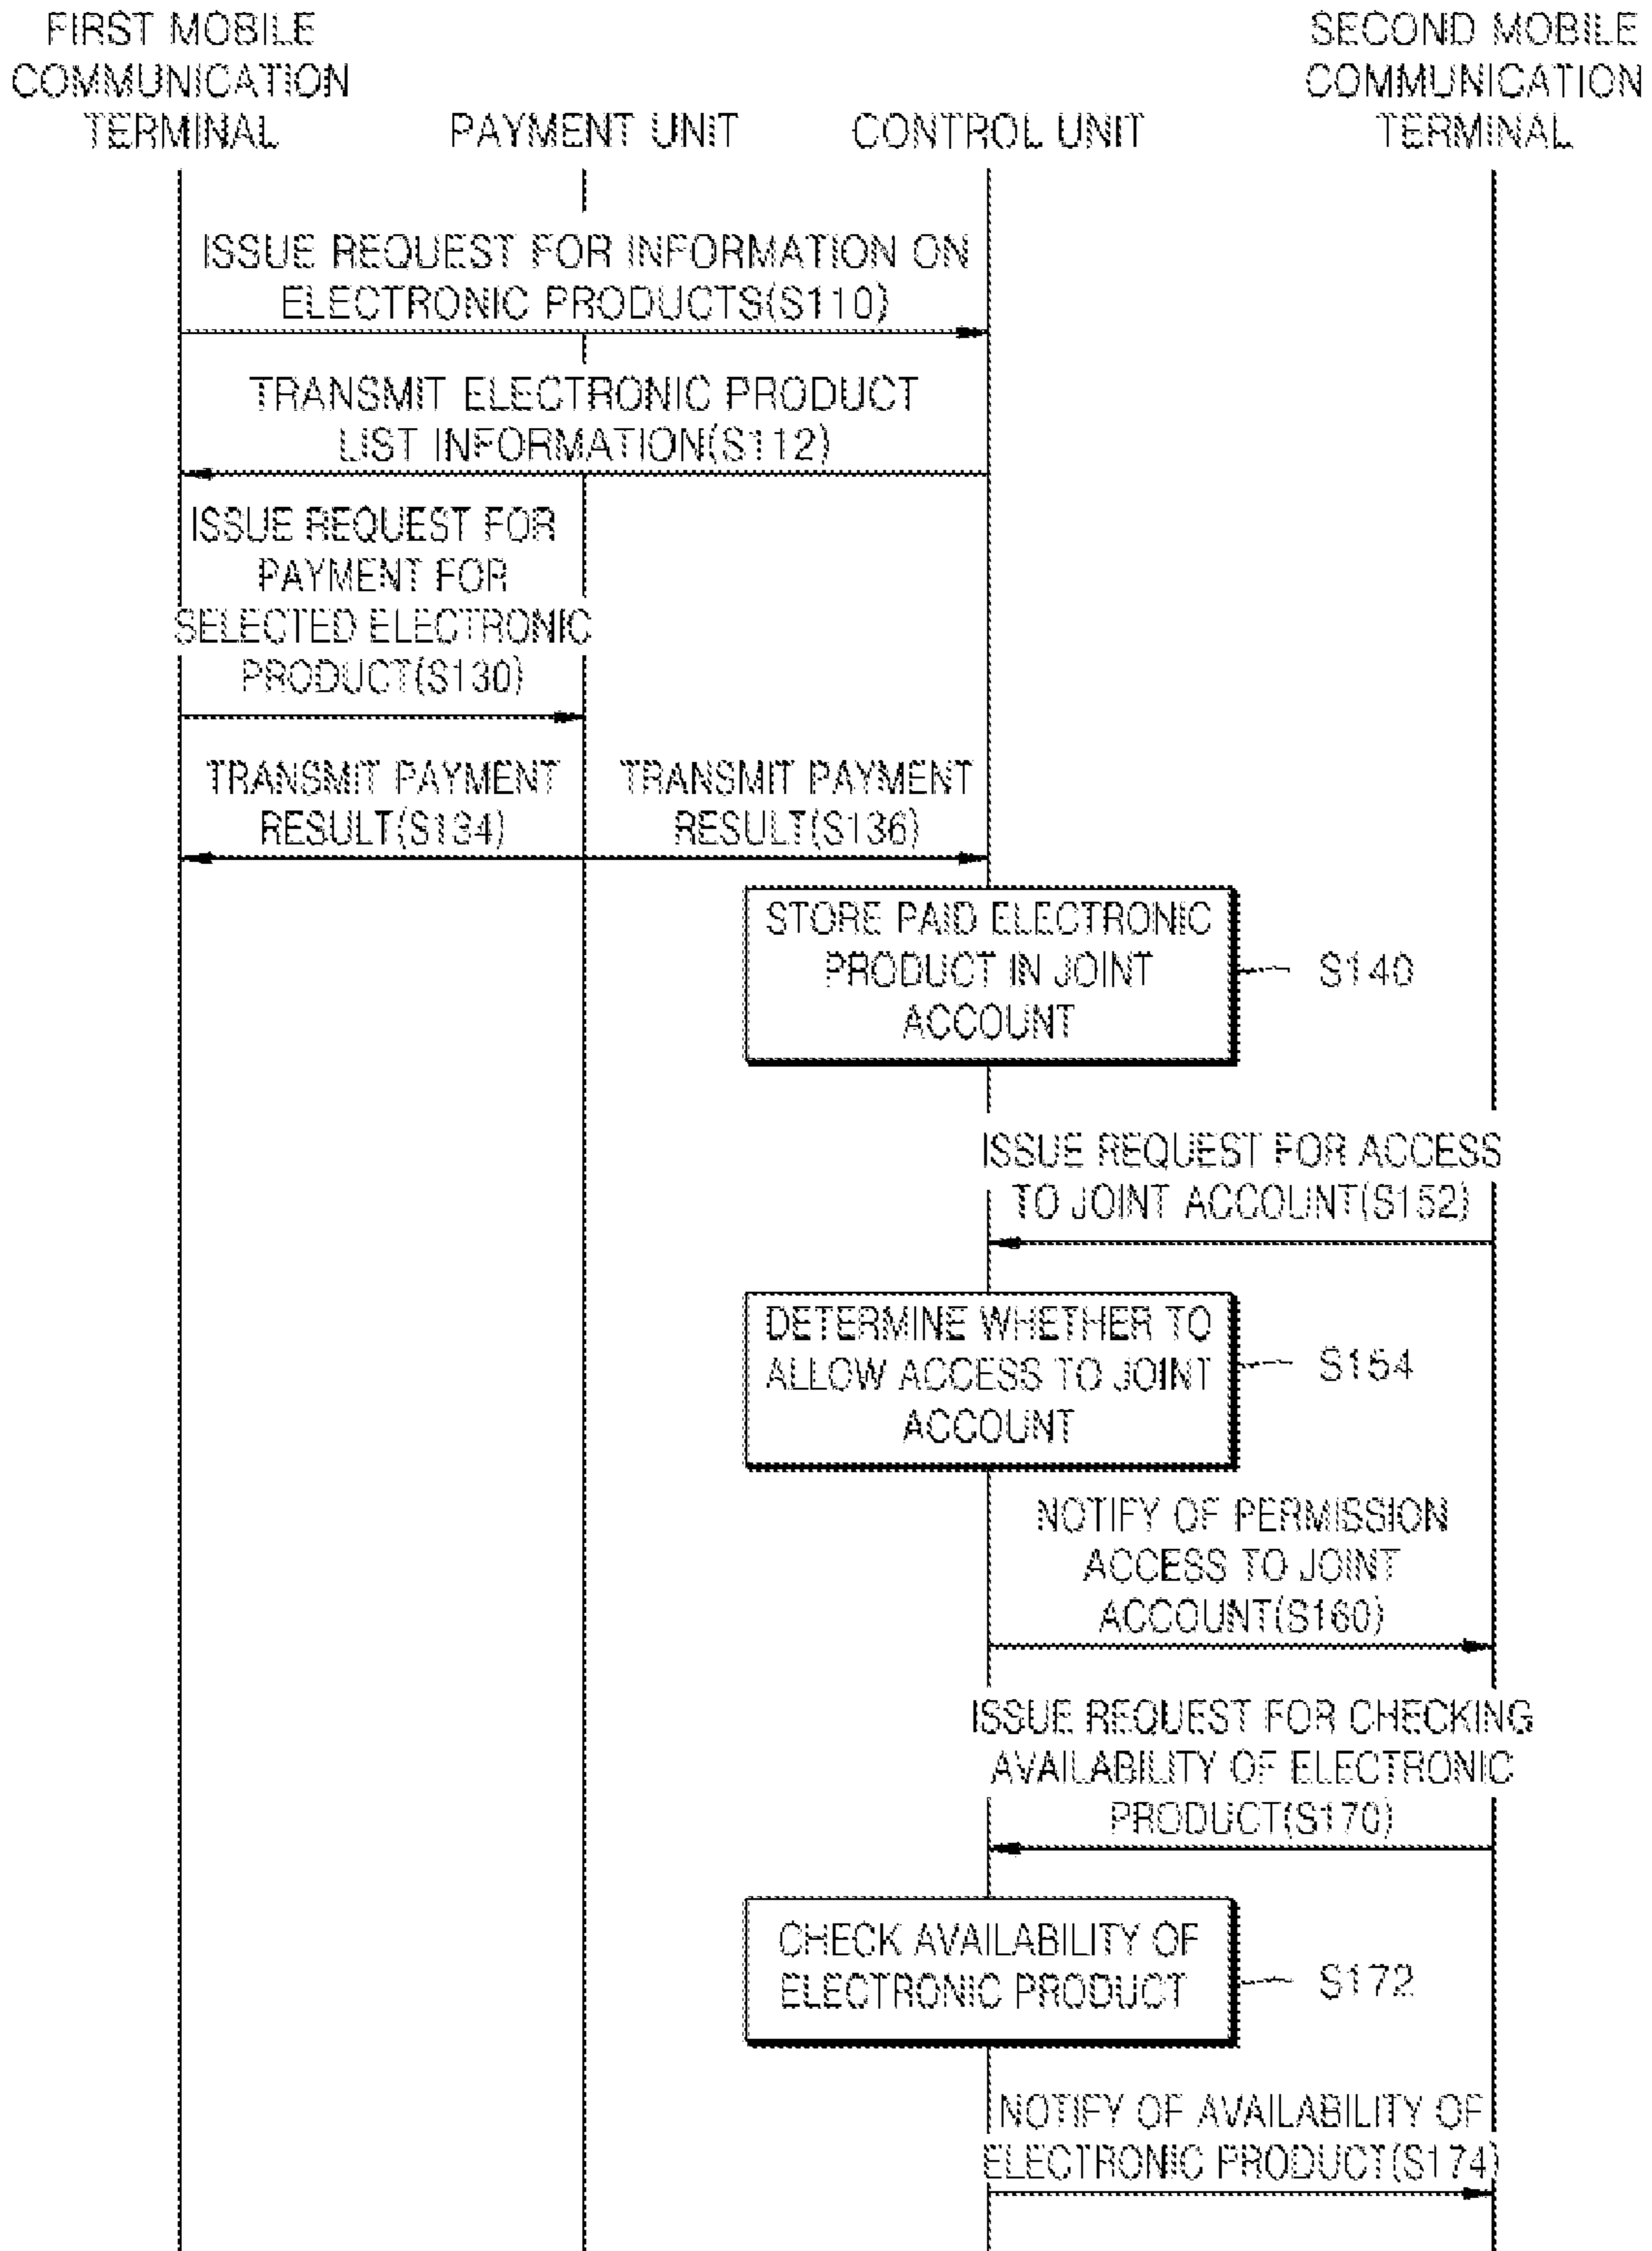 FIRST MOBILE
COMMUNICATION
TERMINAL
PAYMENT UNIT
CONTROL UNIT
SECOND MOBILE
COMMUNICATION
TERMINAL
ISSUE REQUEST FOR INFORMATION ON
ELECTRONIC PRODUCTS(S110)
TRANSMIT ELECTRONIC PRODUCT
LIST INFORMATION(S112)
ISSUE REQUEST FOR
PAYMENT FOR
SELECTED ELECTRONIC
PRODUCT(S130)
TRANSMIT PAYMENT
RESULT(S134)
TRANSMIT PAYMENT
RESULT(S136)
STORE PAID ELECTRONIC
PRODUCT IN JOINT
ACCOUNT
S140
ISSUE REQUEST FOR ACCESS
TO JOINT ACCOUNT(S152)
DETERMINE WHETHER TO
ALLOW ACCESS TO JOINT
ACCOUNT
S154
NOTIFY OF PERMISSION
ACCESS TO JOINT
ACCOUNT(S160)
ISSUE REQUEST FOR CHECKING
AVAILABILITY OF ELECTRONIC
PRODUCT(S170)
CHECK AVAILABILITY OF
ELECTRONIC PRODUCT
S172
NOTIFY OF AVAILABILITY OF
ELECTRONIC PRODUCT(S174)